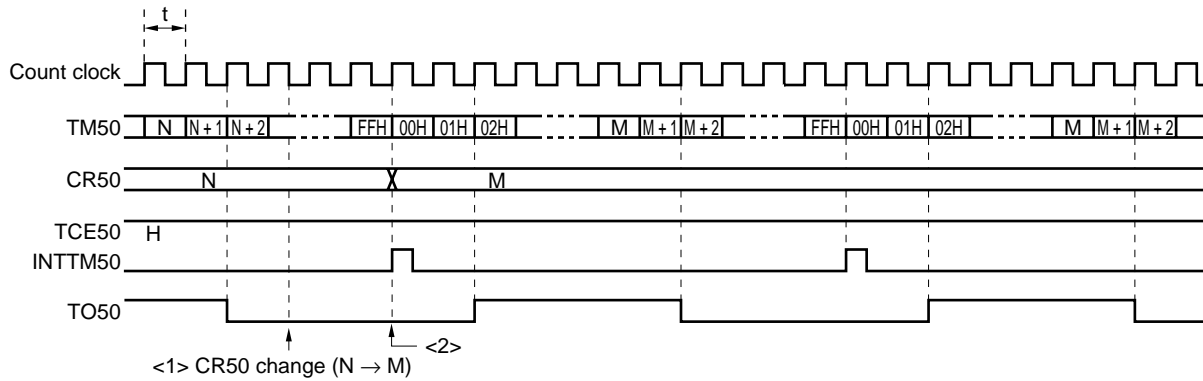 t
Count clock
TM50 N N + 1 N + 2 FFH 00H 01H 02H M M + 1 M + 2 FFH 00H 01H 02H M M + 1 M + 2
CR50 N M
TCE50
H
INTTM50
TO50
<2>
<1> CR50 change (N → M)